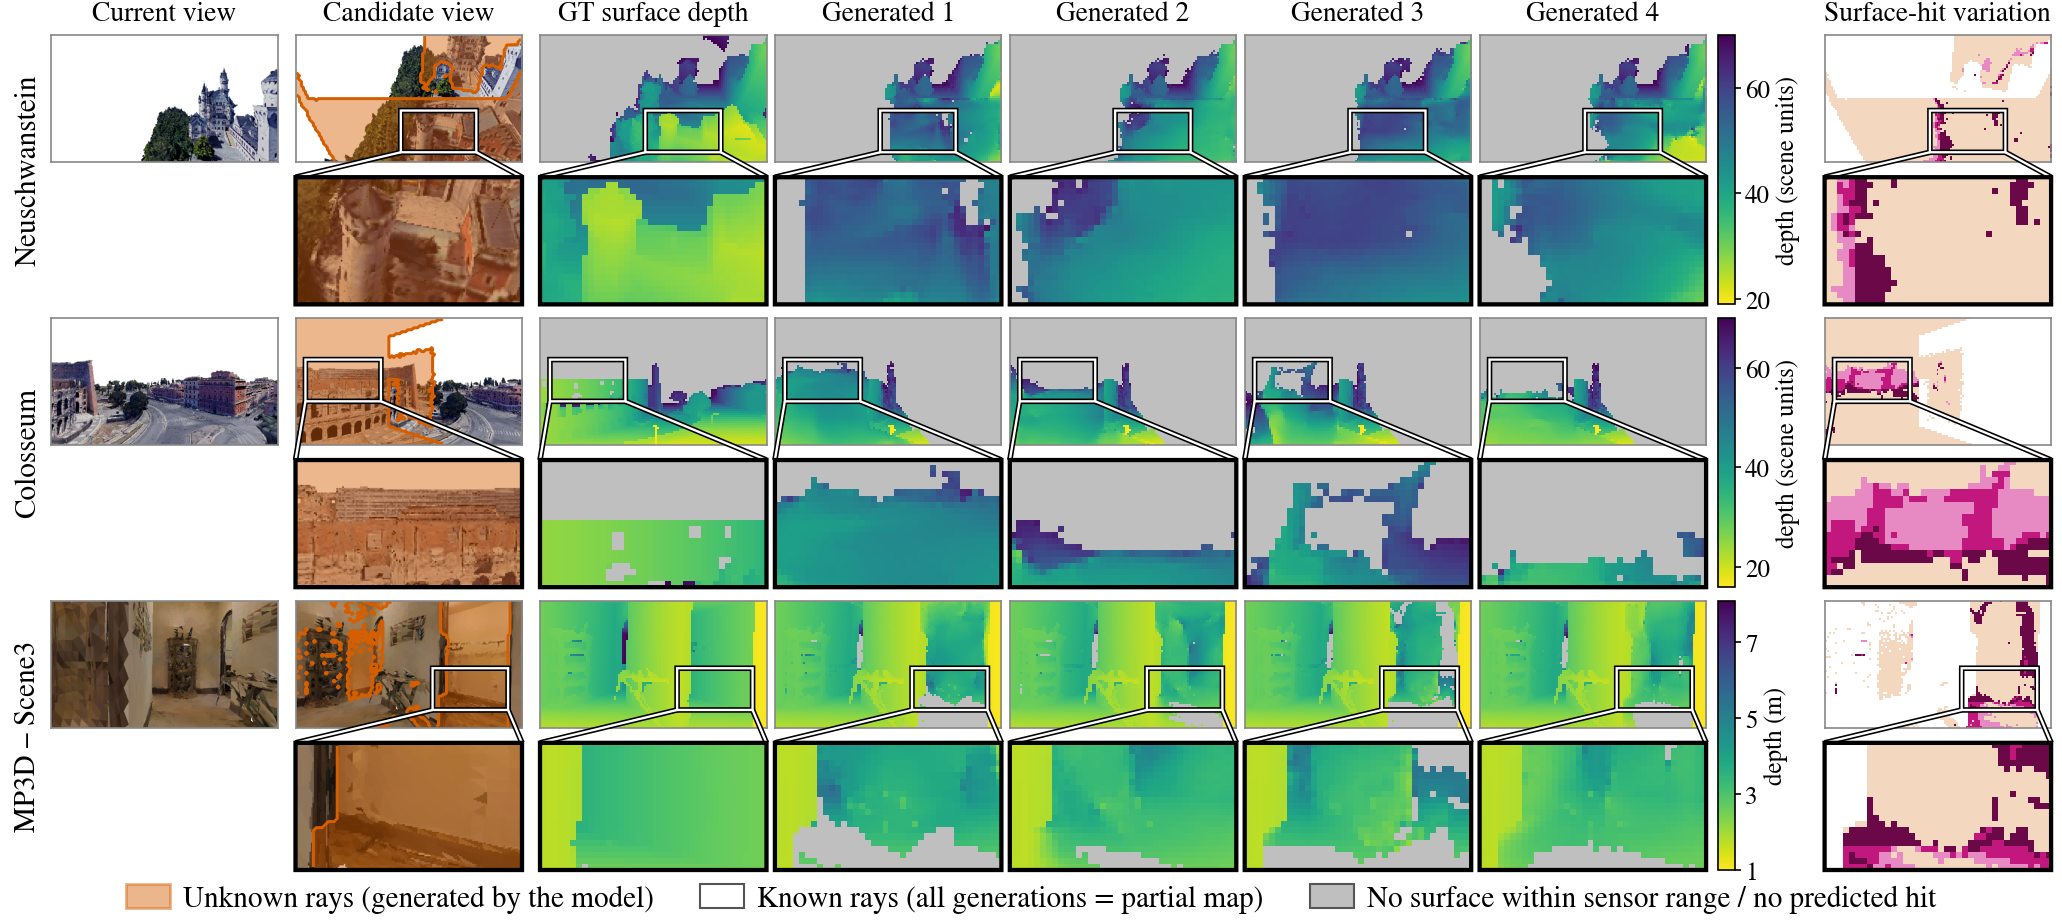 Current view
Candidate view
GT surface depth
Generated 1
Generated 2
Generated 3
Generated 4
Surface-hit variation
Neuschwanstein
60
40
20
depth (scene units)
Colosseum
60
40
20
depth (scene units)
MP3D – Scene3
7
5
3
1
depth (m)
Unknown rays (generated by the model)
Known rays (all generations = partial map)
No surface within sensor range / no predicted hit